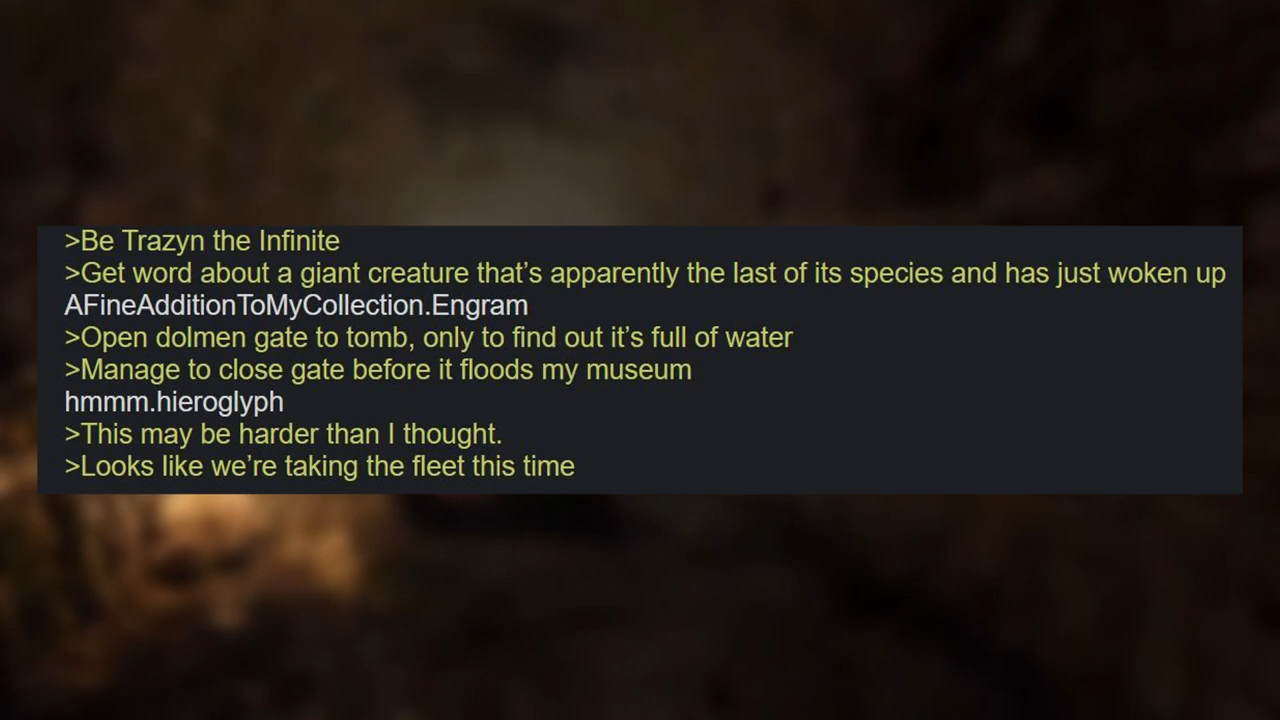 >Be Trazyn the Infinite
>Get word about a giant creature that’s apparently the last of its species and has just woken up
AFineAdditionToMyCollection.Engram
>Open dolmen gate to tomb, only to find out it’s full of water
>Manage to close gate before it floods my museum
hmmm.hieroglyph
>This may be harder than I thought.
>Looks like we’re taking the fleet this time